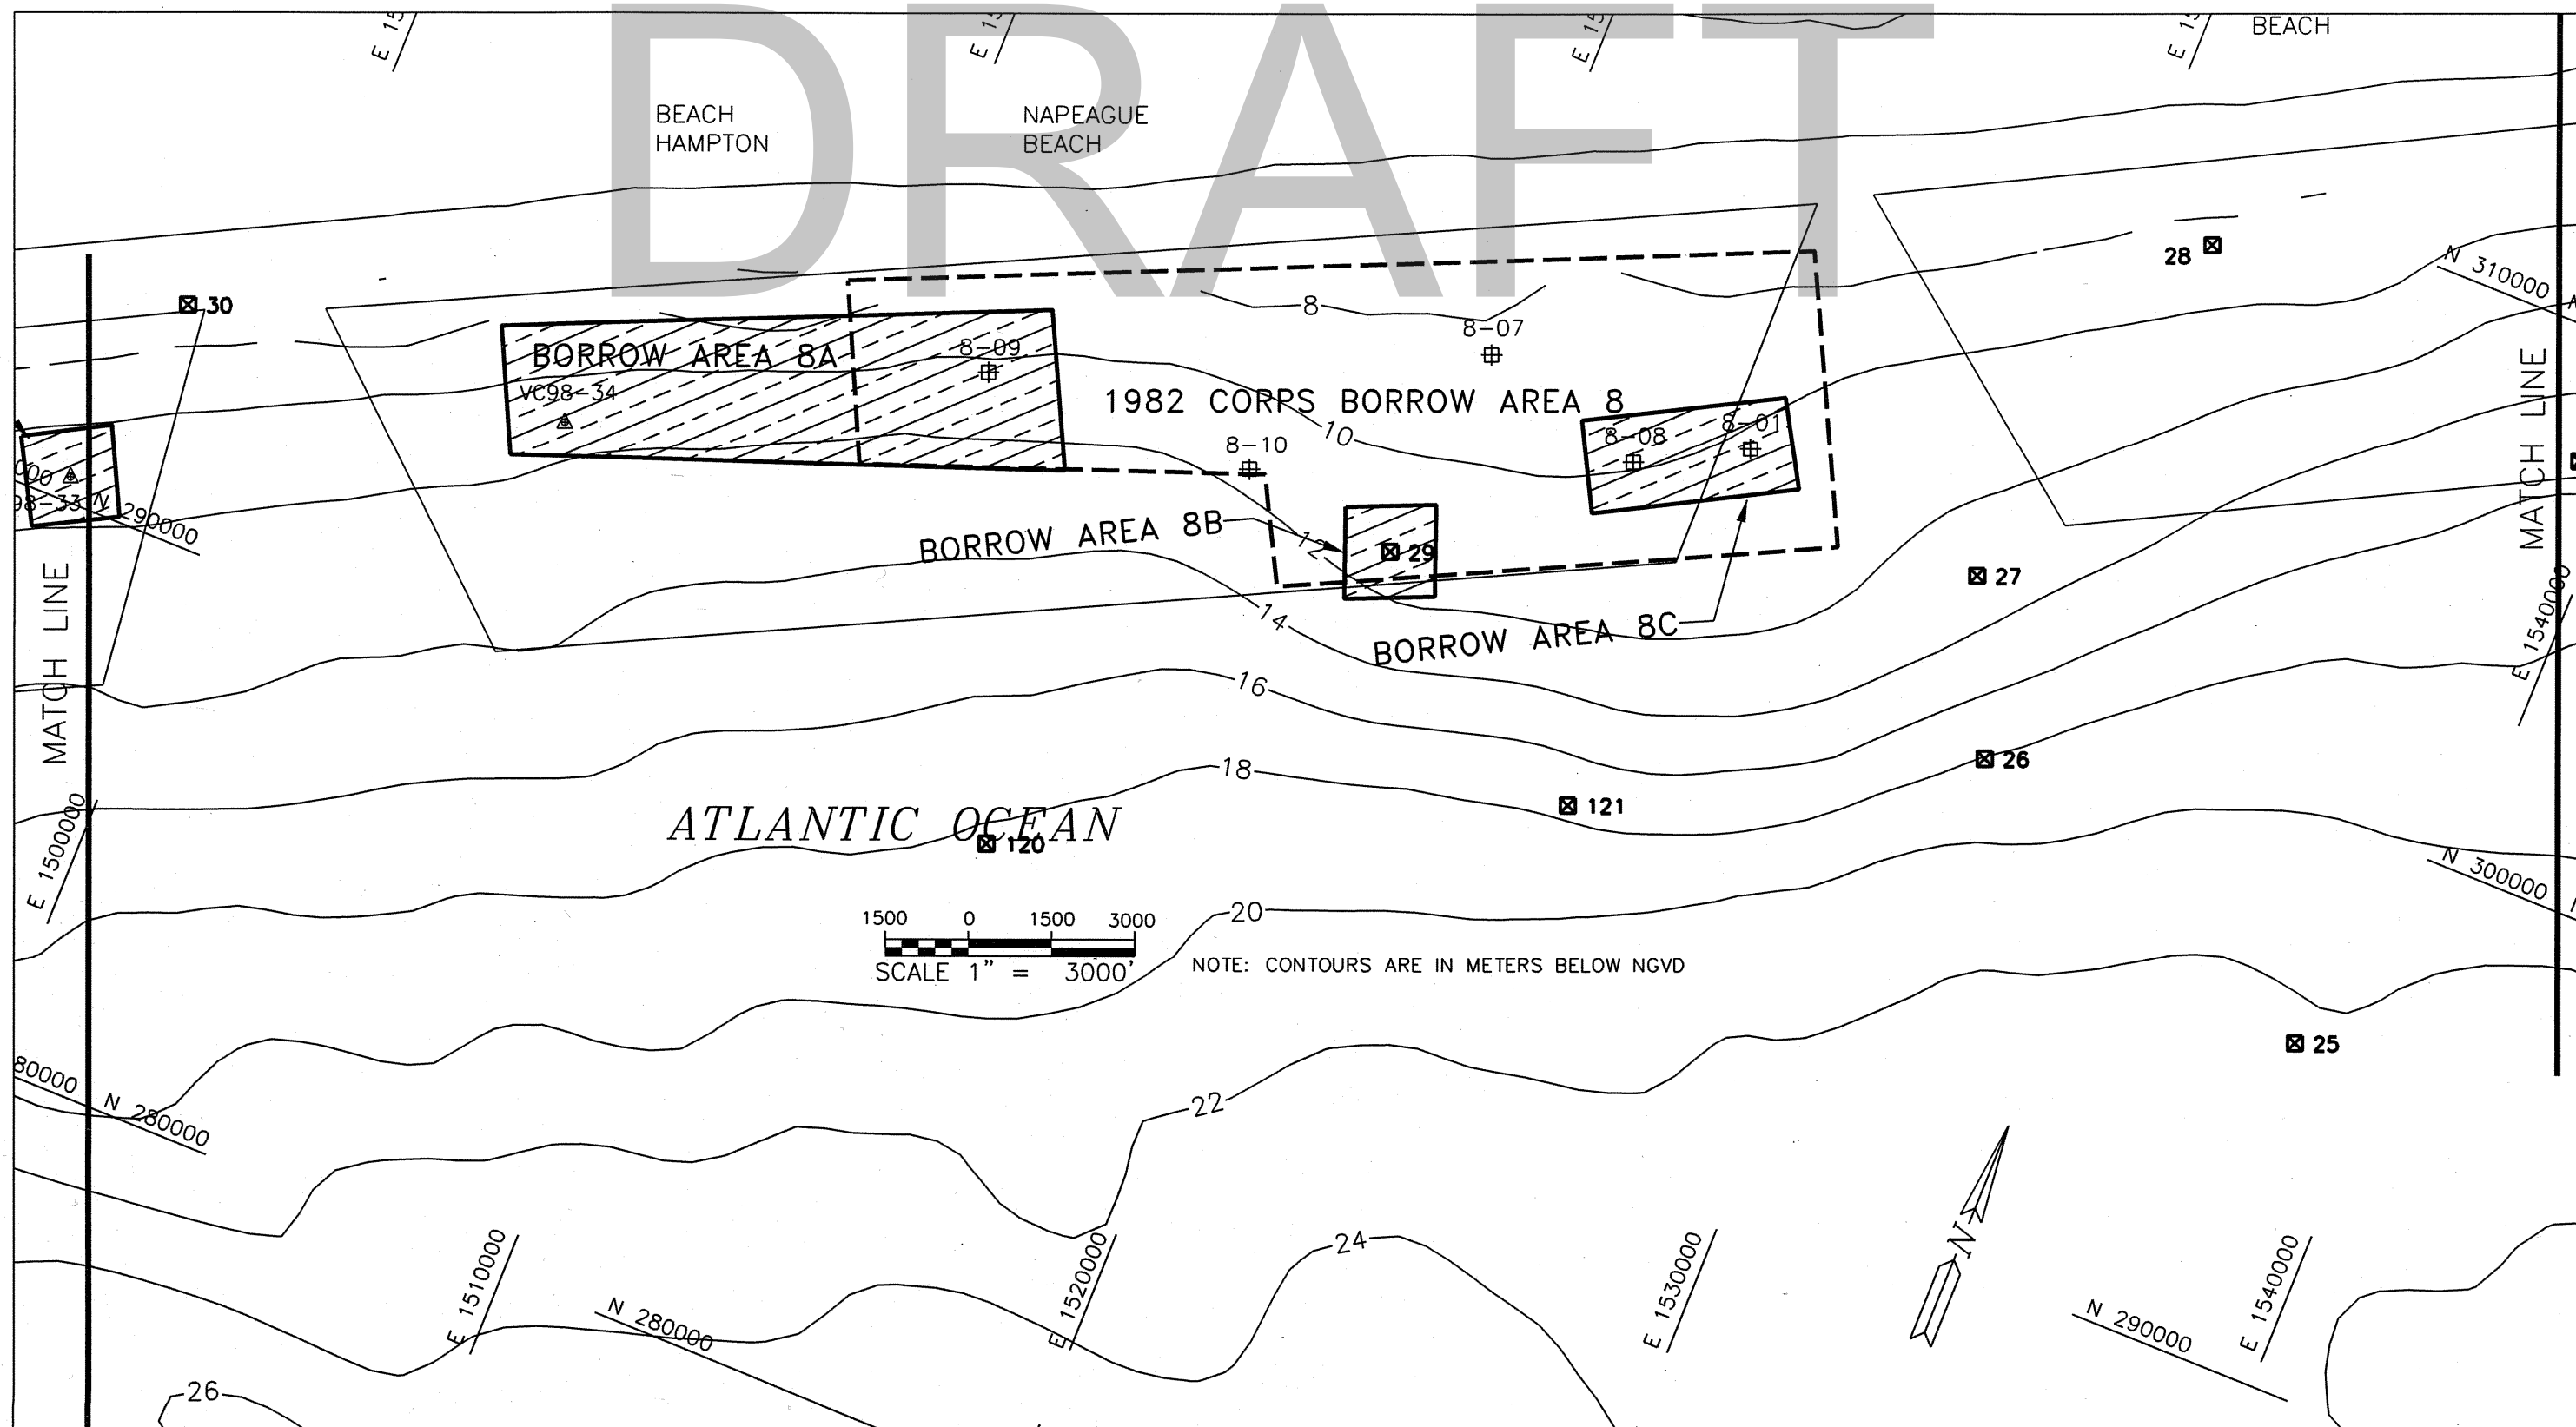 DRAFT
BEACH
BEACH
HAMPTON
NAPEAGUE
BEACH
28
N 310000
30
8
8-07
BORROW AREA 8A
8-09
VC98-34
1982 CORPS BORROW AREA 8
10
8-10
8-08
8-01
MATCH LINE
98-33
N 290000
BORROW AREA 8B
12
29
27
14
BORROW AREA 8C
E 1540000
MATCH LINE
16
26
18
121
ATLANTIC OCEAN
120
E 1500000
N 300000
20
1500 0 1500 3000
SCALE 1" = 3000'
NOTE: CONTOURS ARE IN METERS BELOW NGVD
25
80000
N 280000
22
N
24
E 1510000
E 1520000
E 1530000
E 1540000
N 280000
N 290000
26